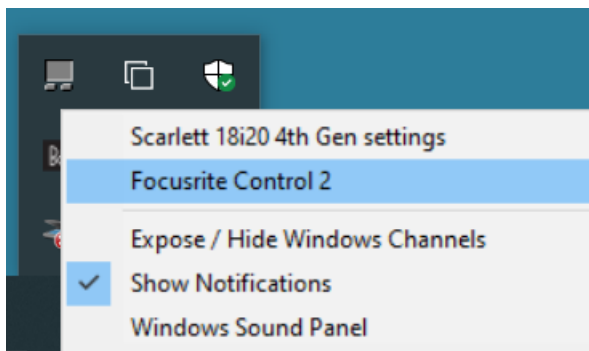 Scarlett 18i20 4th Gen settings
Focusrite Control 2
Expose / Hide Windows Channels
Show Notifications
Windows Sound Panel